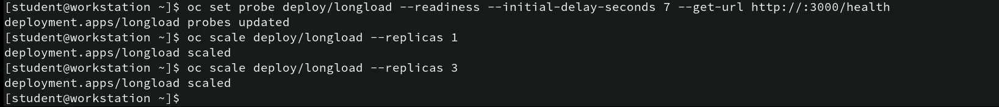 [student@workstation ~]$ oc set probe deploy/longload --readiness --initial-delay-seconds 7 --get-url http://:3000/health
deployment.apps/longload probes updated
[student@workstation ~]$ oc scale deploy/longload --replicas 1
deployment.apps/longload scaled
[student@workstation ~]$ oc scale deploy/longload --replicas 3
deployment.apps/longload scaled
[student@workstation ~]$